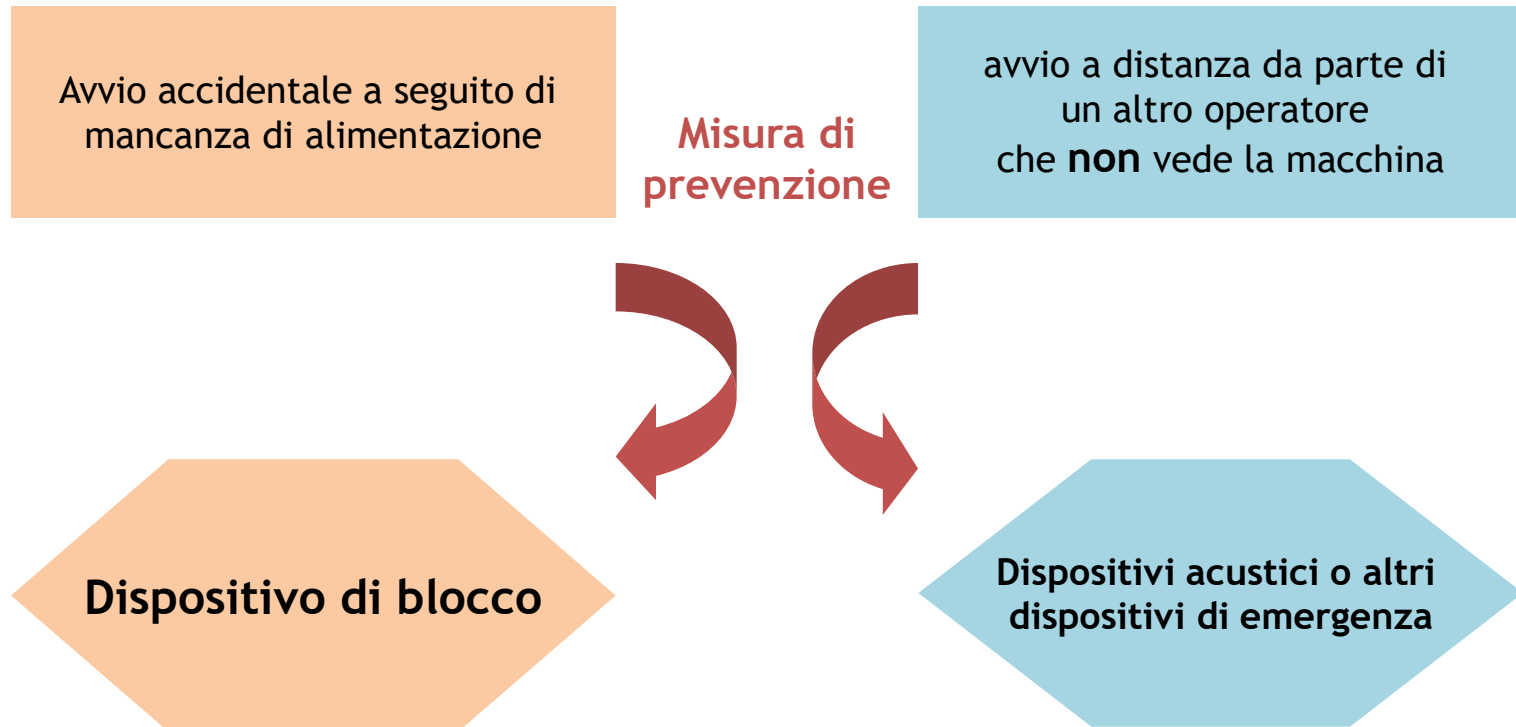 Avvio accidentale a seguito di
mancanza di alimentazione
Misura di
prevenzione
avvio a distanza da parte di
un altro operatore
che non vede la macchina
Dispositivo di blocco
Dispositivi acustici o altri
dispositivi di emergenza